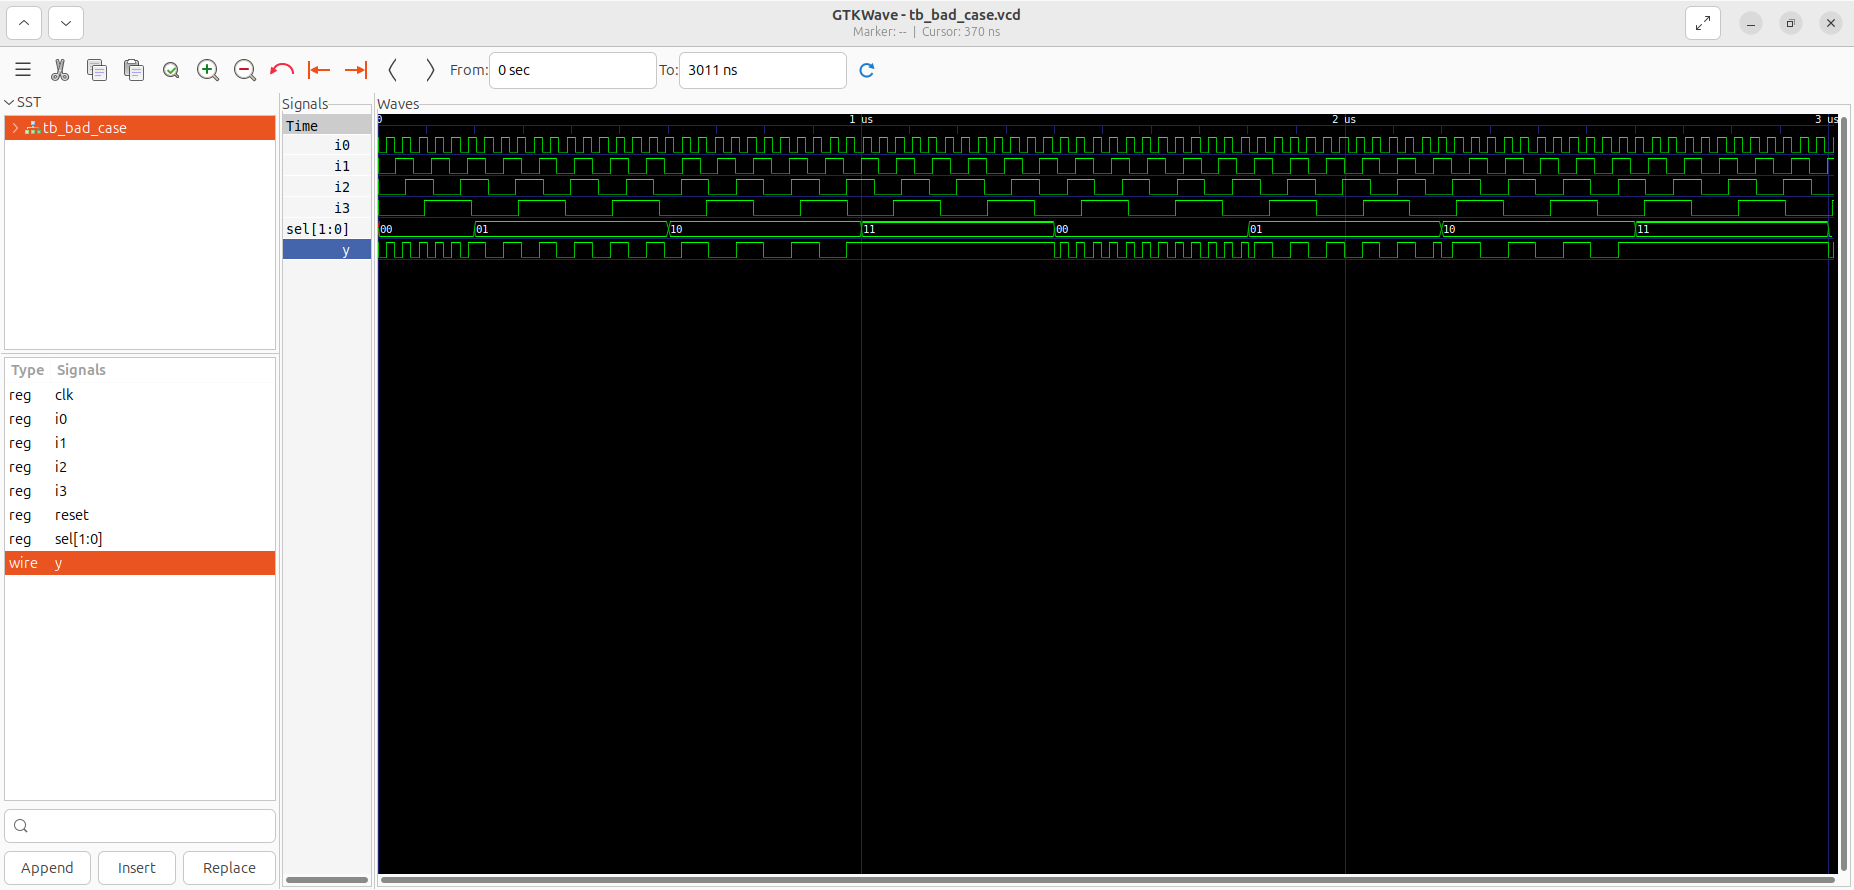 GTKWave - tb_bad_case.vcd
Marker: -- | Cursor: 370 ns
From: 0 sec To: 3011 ns
SST
tb_bad_case
Type Signals
reg clk
reg i0
reg i1
reg i2
reg i3
reg reset
reg sel[1:0]
wire y
Append Insert Replace
Signals
Time
i0
i1
i2
i3
sel[1:0]
y
Waves
0 1 us 2 us 3 us
00 01 10 11 00 01 10 11